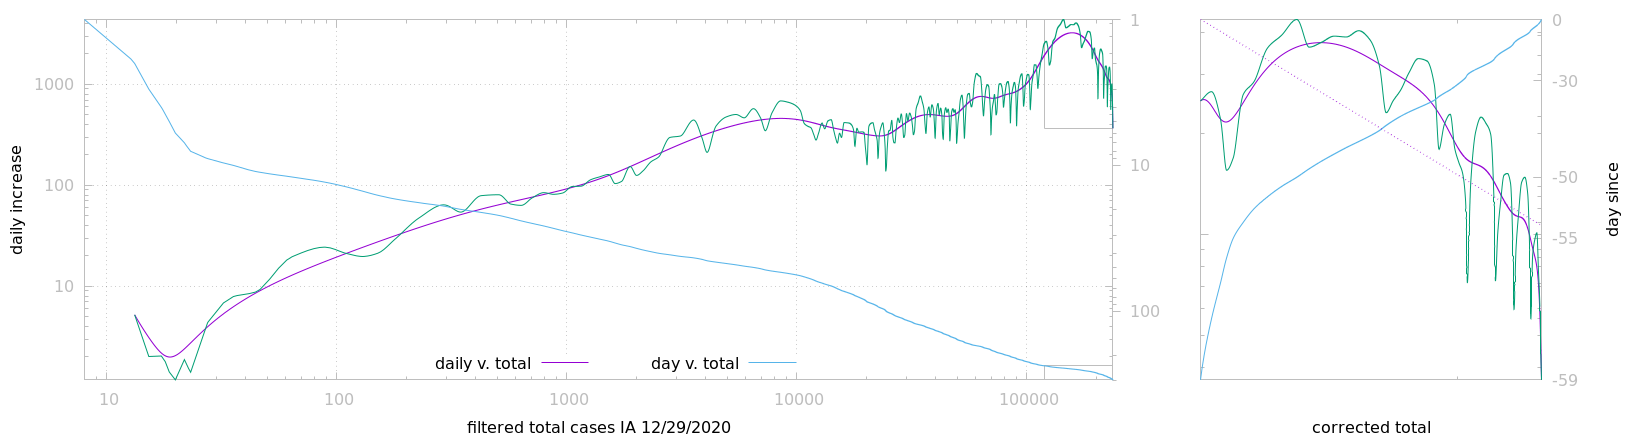 daily increase
1000
100
10
10
100
1000
10000
100000
1
10
100
daily v. total
day v. total
filtered total cases IA 12/29/2020
0
-30
-50
-55
-59
day since
corrected total